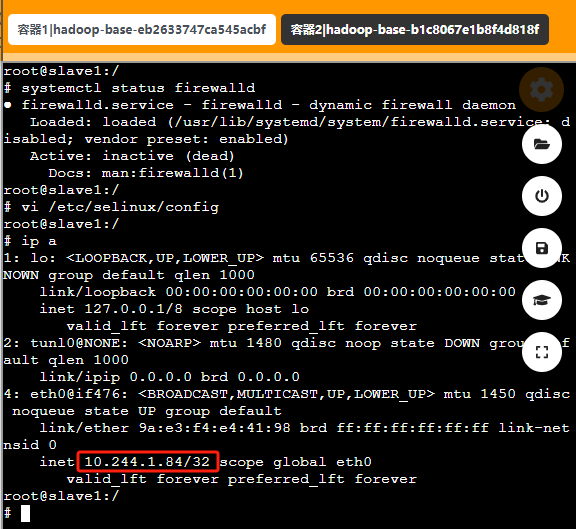 容器1|hadoop-base-eb2633747ca545acbf
容器2|hadoop-base-b1c8067e1b8f4d818f
root@slave1:/
# systemctl status firewalld
● firewalld.service - firewalld - dynamic firewall daemon
Loaded: loaded (/usr/lib/systemd/system/firewalld.service; d
isabled; vendor preset: enabled)
Active: inactive (dead)
Docs: man:firewalld(1)
root@slave1:/
# vi /etc/selinux/config
root@slave1:/
# ip a
1: lo: <LOOPBACK,UP,LOWER_UP> mtu 65536 qdisc noqueue stat
NOWN group default qlen 1000
link/loopback 00:00:00:00:00:00 brd 00:00:00:00:00:00
inet 127.0.0.1/8 scope host lo
valid_lft forever preferred_lft forever
2: tunl0@NONE: <NOARP> mtu 1480 qdisc noop state DOWN group
ault qlen 1000
link/ipip 0.0.0.0 brd 0.0.0.0
4: eth0@if476: <BROADCAST,MULTICAST,UP,LOWER_UP> mtu 1450 qdisc
noqueue state UP group default
link/ether 9a:e3:f4:e4:41:98 brd ff:ff:ff:ff:ff:ff link-net
nsid 0
inet 10.244.1.84/32 scope global eth0
valid_lft forever preferred_lft forever
root@slave1:/
#